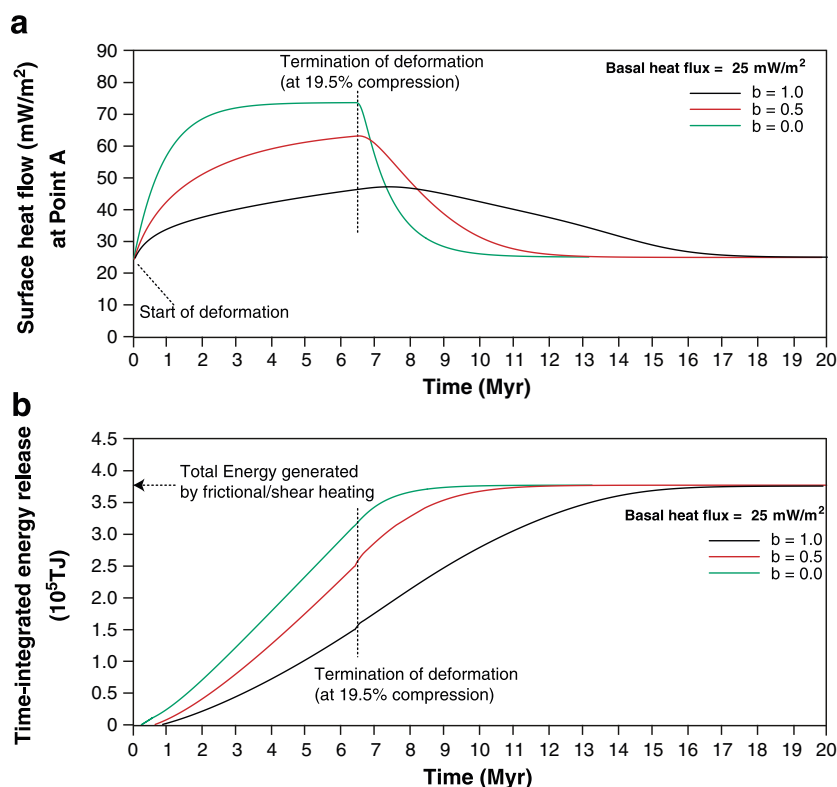 a
Surface heat flow (mW/m²)
at Point A
90
80
70
60
50
40
30
20
10
0
Termination of deformation
(at 19.5% compression)
Basal heat flux = 25 mW/m²
b = 1.0
b = 0.5
b = 0.0
Start of deformation
0 1 2 3 4 5 6 7 8 9 10 11 12 13 14 15 16 17 18 19 20
Time (Myr)
b
Time-integrated energy release
(10⁵TJ)
4.5
4.0
3.5
3.0
2.5
2.0
1.5
1.0
0.5
0
Total Energy generated
by frictional/shear heating
Basal heat flux = 25 mW/m²
b = 1.0
b = 0.5
b = 0.0
Termination of deformation
(at 19.5% compression)
0 1 2 3 4 5 6 7 8 9 10 11 12 13 14 15 16 17 18 19 20
Time (Myr)